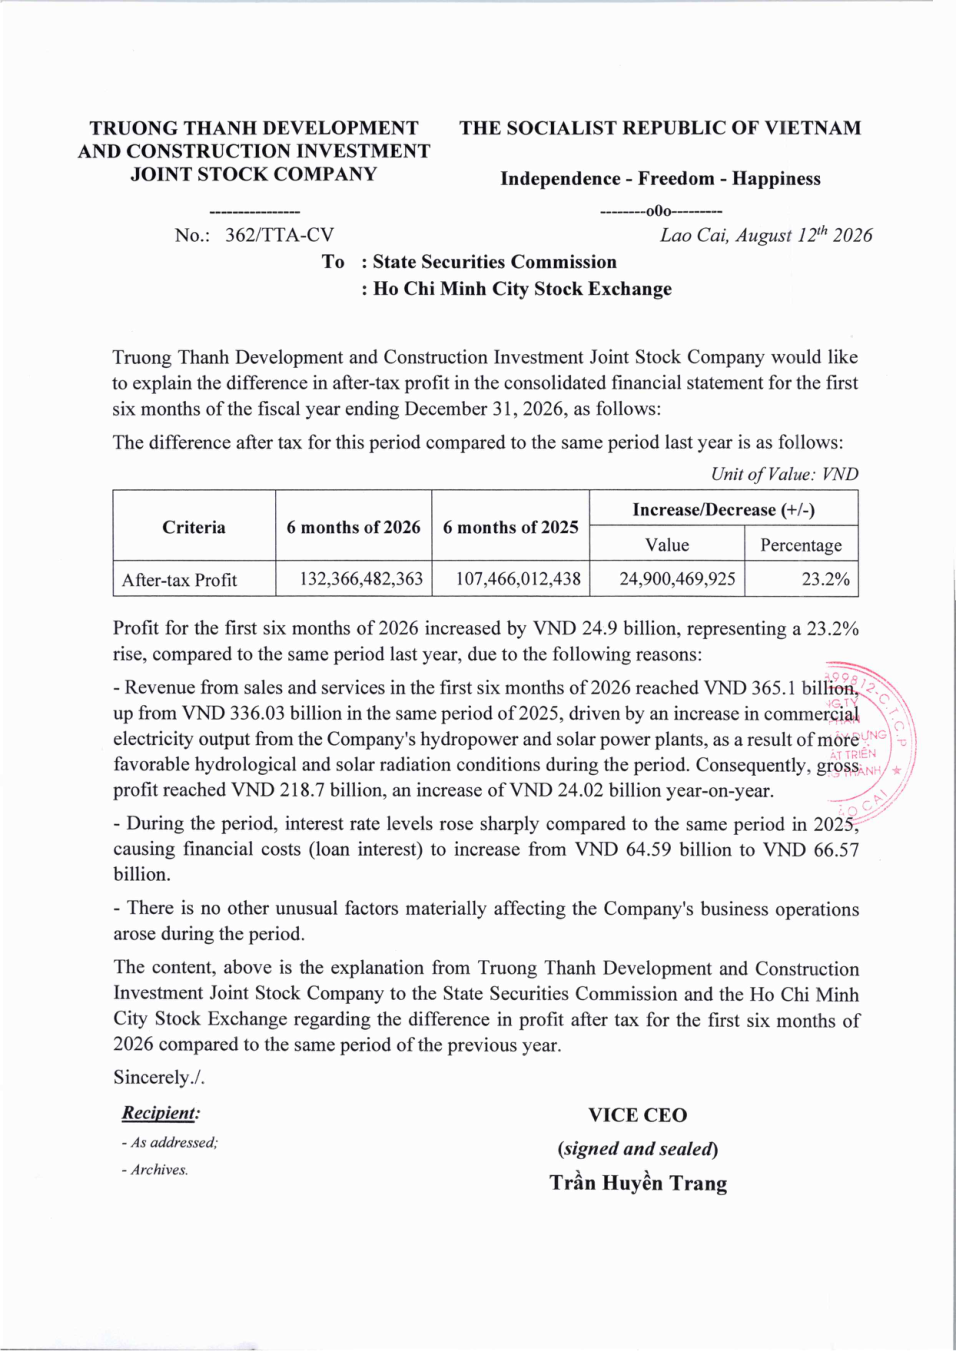 TRUONG THANH DEVELOPMENT
AND CONSTRUCTION INVESTMENT
JOINT STOCK COMPANY
----------------
No.: 362/TTA-CV
THE SOCIALIST REPUBLIC OF VIETNAM
Independence - Freedom - Happiness
--------o0o---------
Lao Cai, August 12th 2026
To : State Securities Commission
: Ho Chi Minh City Stock Exchange
Truong Thanh Development and Construction Investment Joint Stock Company would like
to explain the difference in after-tax profit in the consolidated financial statement for the first
six months of the fiscal year ending December 31, 2026, as follows:
The difference after tax for this period compared to the same period last year is as follows:
Unit of Value: VND
Criteria 6 months of 2026 6 months of 2025 Increase/Decrease (+/-)
Value Percentage
After-tax Profit 132,366,482,363 107,466,012,438 24,900,469,925 23.2%
Profit for the first six months of 2026 increased by VND 24.9 billion, representing a 23.2%
rise, compared to the same period last year, due to the following reasons:
- Revenue from sales and services in the first six months of 2026 reached VND 365.1 billion,
up from VND 336.03 billion in the same period of 2025, driven by an increase in commercial
electricity output from the Company's hydropower and solar power plants, as a result of more
favorable hydrological and solar radiation conditions during the period. Consequently, gross
profit reached VND 218.7 billion, an increase of VND 24.02 billion year-on-year.
- During the period, interest rate levels rose sharply compared to the same period in 2025,
causing financial costs (loan interest) to increase from VND 64.59 billion to VND 66.57
billion.
- There is no other unusual factors materially affecting the Company's business operations
arose during the period.
The content, above is the explanation from Truong Thanh Development and Construction
Investment Joint Stock Company to the State Securities Commission and the Ho Chi Minh
City Stock Exchange regarding the difference in profit after tax for the first six months of
2026 compared to the same period of the previous year.
Sincerely./.
Recipient:
- As addressed;
- Archives.
VICE CEO
(signed and sealed)
Trần Huyền Trang